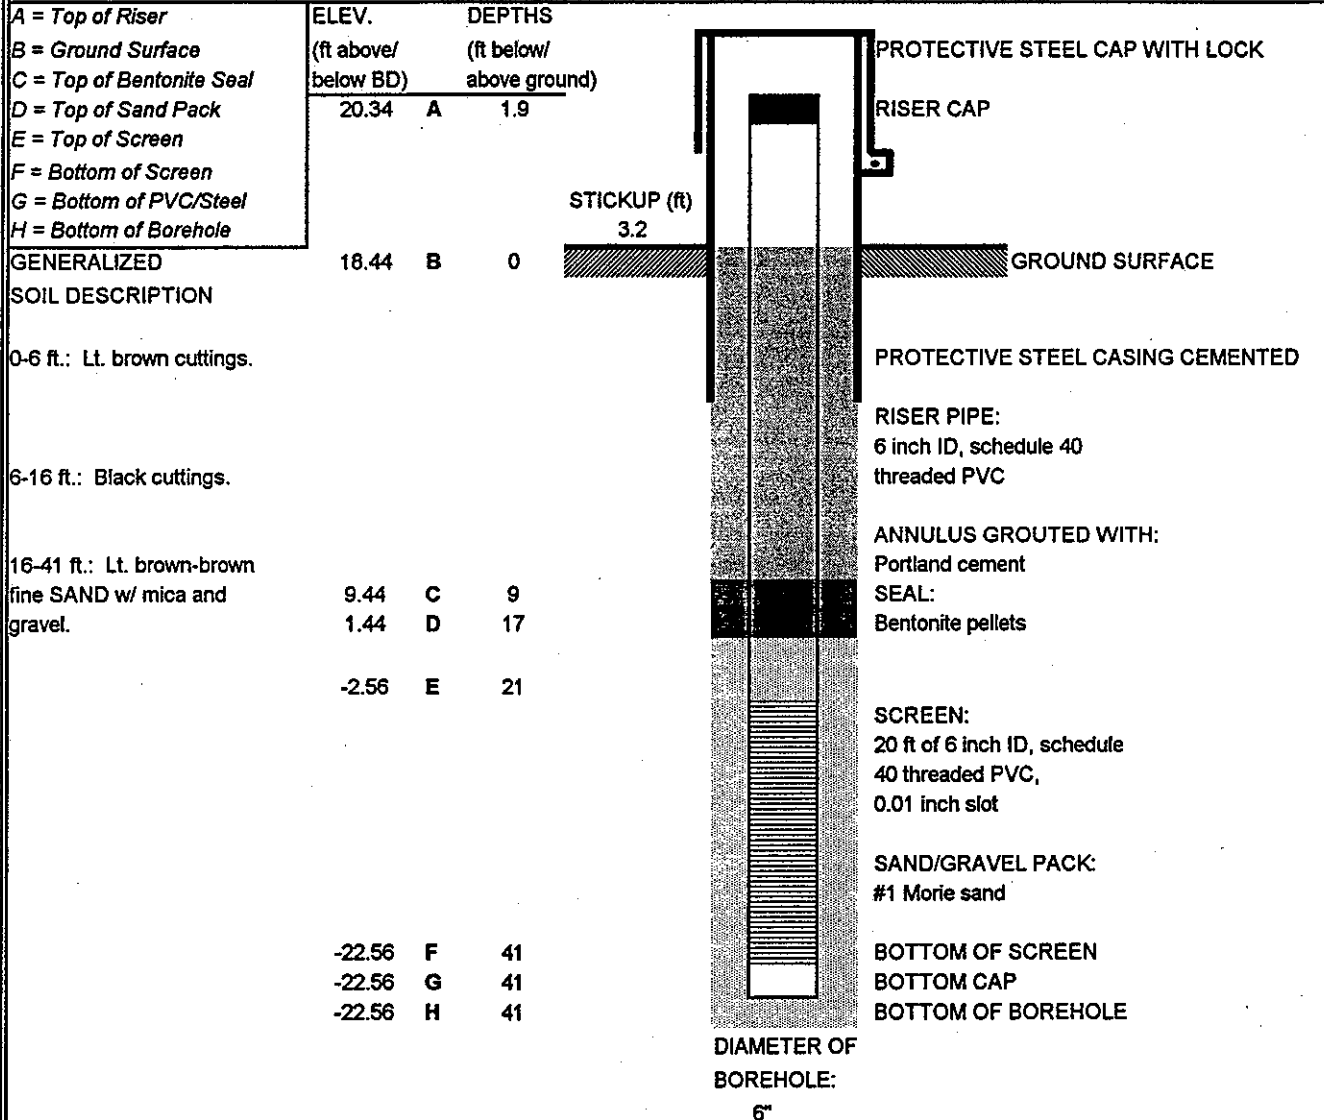 A = Top of Riser
B = Ground Surface
C = Top of Bentonite Seal
D = Top of Sand Pack
E = Top of Screen
F = Bottom of Screen
G = Bottom of PVC/Steel
H = Bottom of Borehole
ELEV. DEPTHS
(ft above/ (ft below/
below BD) above ground)
20.34 A 1.9
PROTECTIVE STEEL CAP WITH LOCK
RISER CAP
STICKUP (ft)
3.2
GENERALIZED
SOIL DESCRIPTION
18.44 B 0
GROUND SURFACE
0-6 ft.: Lt. brown cuttings.
PROTECTIVE STEEL CASING CEMENTED
RISER PIPE:
6 inch ID, schedule 40
threaded PVC
6-16 ft.: Black cuttings.
ANNULUS GROUTED WITH:
Portland cement
16-41 ft.: Lt. brown-brown
fine SAND w/ mica and
gravel.
9.44 C 9
1.44 D 17
SEAL:
Bentonite pellets
-2.56 E 21
SCREEN:
20 ft of 6 inch ID, schedule
40 threaded PVC,
0.01 inch slot
SAND/GRAVEL PACK:
#1 Morie sand
-22.56 F 41 BOTTOM OF SCREEN
-22.56 G 41 BOTTOM CAP
-22.56 H 41 BOTTOM OF BOREHOLE
DIAMETER OF
BOREHOLE:
6"